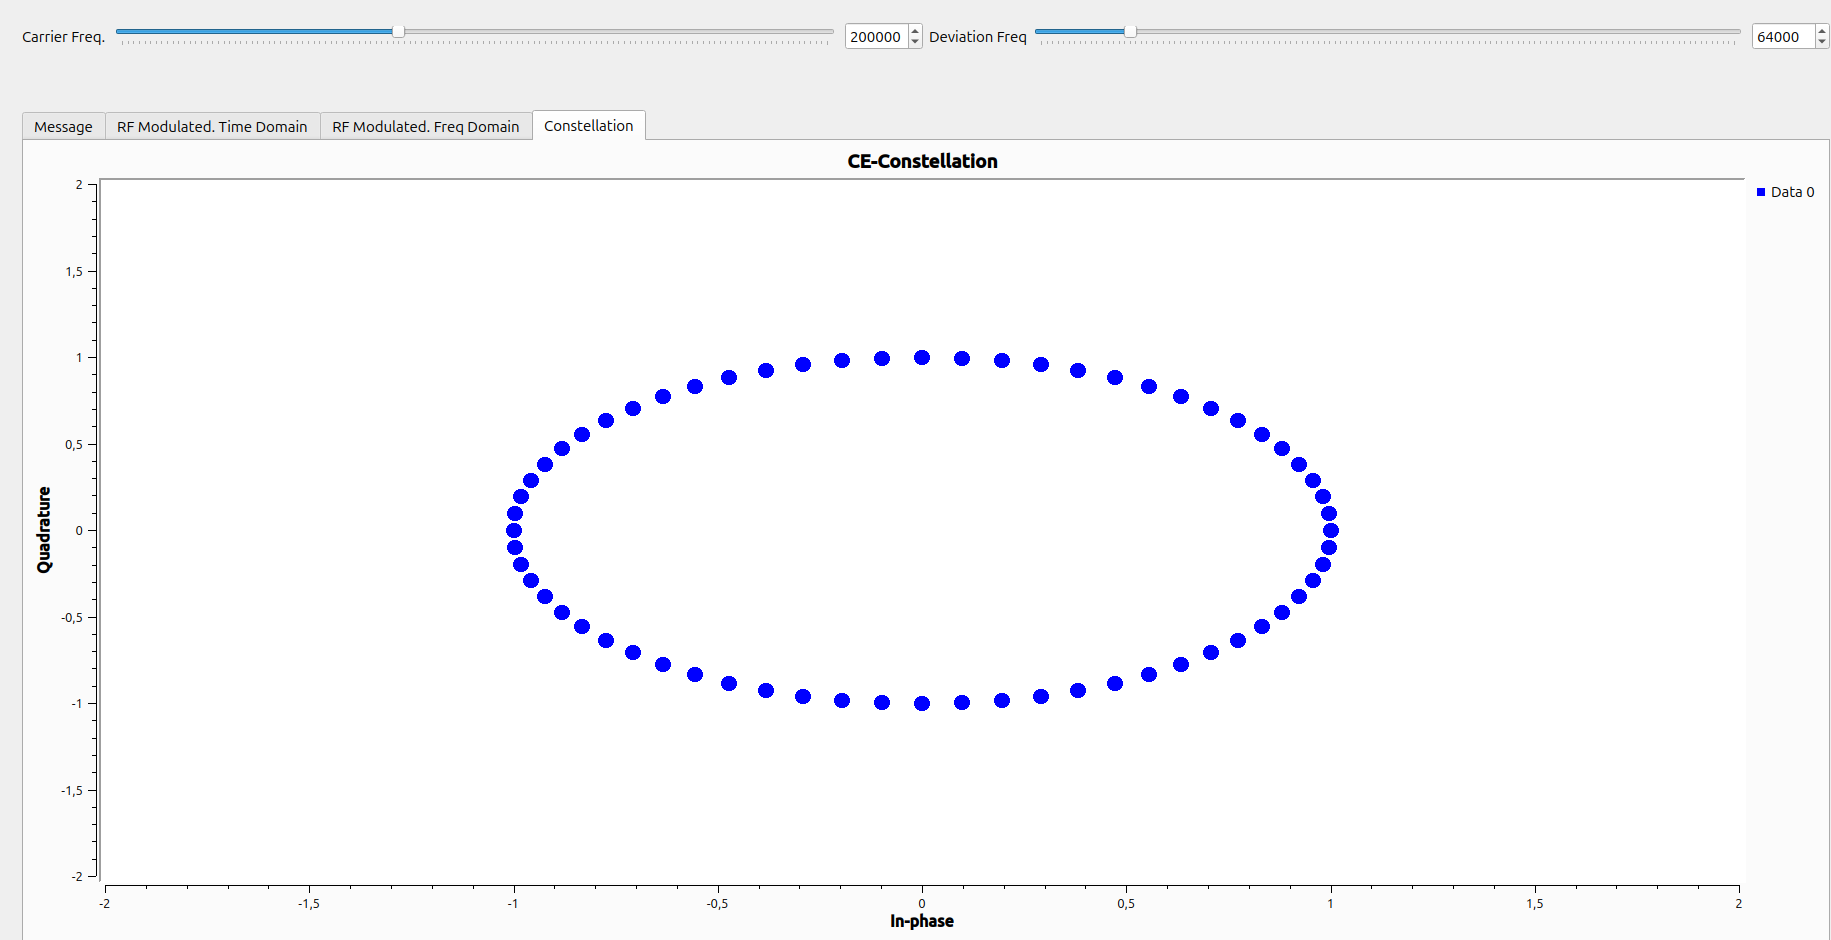 Carrier Freq. 200000 Deviation Freq 64000
Message RF Modulated. Time Domain RF Modulated. Freq Domain Constellation
CE-Constellation
Data 0
Quadrature
2
1,5
1
0,5
0
-0,5
-1
-1,5
-2
-2 -1,5 -1 -0,5 0 0,5 1 1,5 2
In-phase